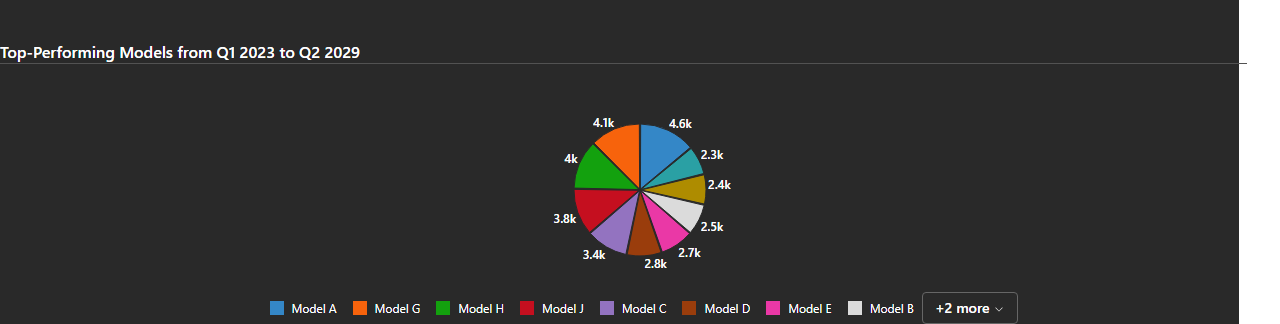 Top-Performing Models from Q1 2023 to Q2 2029
4.1k 4.6k
4k 2.3k
2.4k
3.8k 2.5k
3.4k 2.7k
2.8k
Model A Model G Model H Model J Model C Model D Model E Model B +2 more